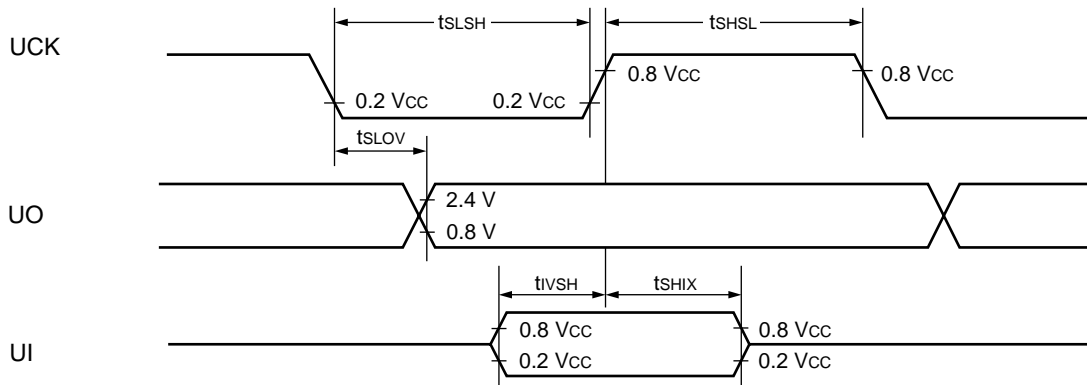 tSLSH
tSHSL
UCK
0.8 VCC
0.8 VCC
0.2 VCC
0.2 VCC
tSLOV
UO
2.4 V
0.8 V
tIVSH
tSHIX
UI
0.8 VCC
0.8 VCC
0.2 VCC
0.2 VCC